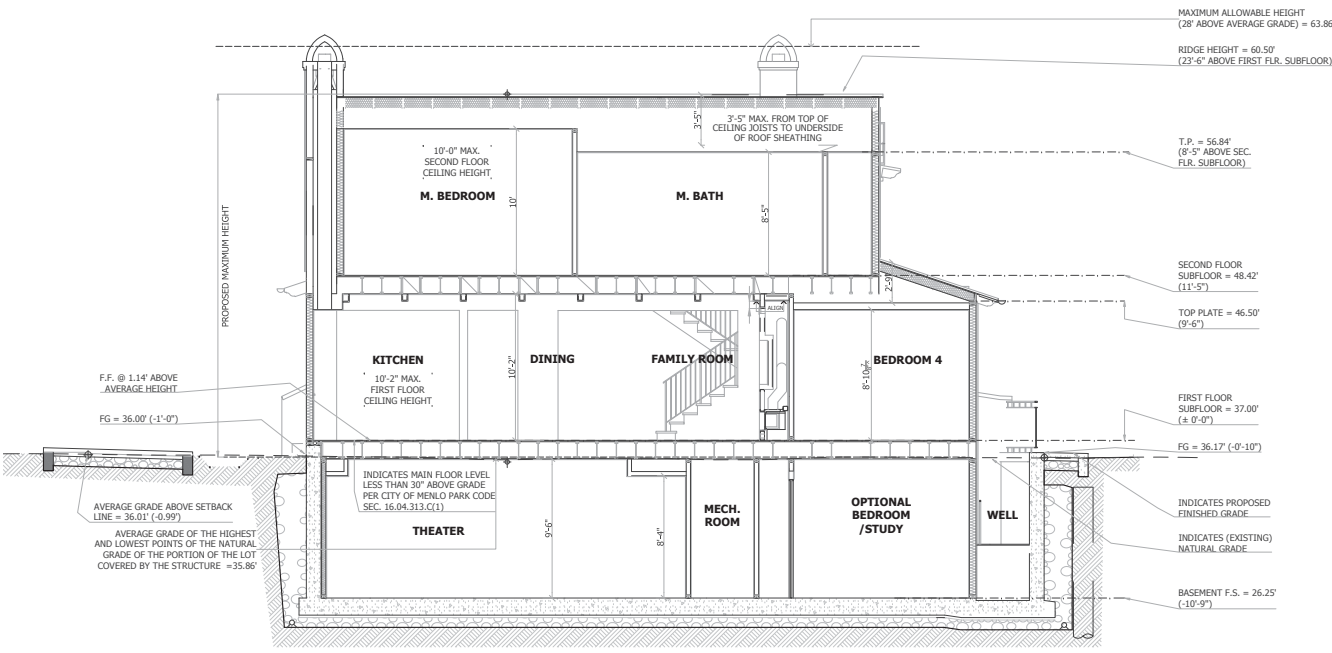 MAXIMUM ALLOWABLE HEIGHT
(28' ABOVE AVERAGE GRADE) = 63.86
RIDGE HEIGHT = 60.50'
(23'-6" ABOVE FIRST FLR. SUBFLOOR)
3'-5"
3'-5" MAX. FROM TOP OF
CEILING JOISTS TO UNDERSIDE
OF ROOF SHEATHING
T.P. = 56.84'
(8'-5" ABOVE SEC.
FLR. SUBFLOOR)
10'-0" MAX.
SECOND FLOOR
CEILING HEIGHT
M. BEDROOM
10'
M. BATH
8'-5"
PROPOSED MAXIMUM HEIGHT
SECOND FLOOR
SUBFLOOR = 48.42'
(11'-5")
2'-9"
TOP PLATE = 46.50'
(9'-6")
ALIGN
KITCHEN
10'-2" MAX.
FIRST FLOOR
CEILING HEIGHT
10'-2"
DINING
FAMILY ROOM
BEDROOM 4
F.F. @ 1.14' ABOVE
AVERAGE HEIGHT
FG = 36.00' (-1'-0")
FIRST FLOOR
SUBFLOOR = 37.00'
(± 0'-0")
FG = 36.17' (-0'-10")
AVERAGE GRADE ABOVE SETBACK
LINE = 36.01' (-0.99')
AVERAGE GRADE OF THE HIGHEST
AND LOWEST POINTS OF THE NATURAL
GRADE OF THE PORTION OF THE LOT
COVERED BY THE STRUCTURE =35.86'
INDICATES MAIN FLOOR LEVEL
LESS THAN 30" ABOVE GRADE
PER CITY OF MENLO PARK CODE
SEC. 16.04.313.C(1)
THEATER
9'-6"
8'-4"
MECH.
ROOM
OPTIONAL
BEDROOM
/STUDY
WELL
INDICATES PROPOSED
FINISHED GRADE
INDICATES (EXISTING)
NATURAL GRADE
BASEMENT F.S. = 26.25'
(-10'-9")